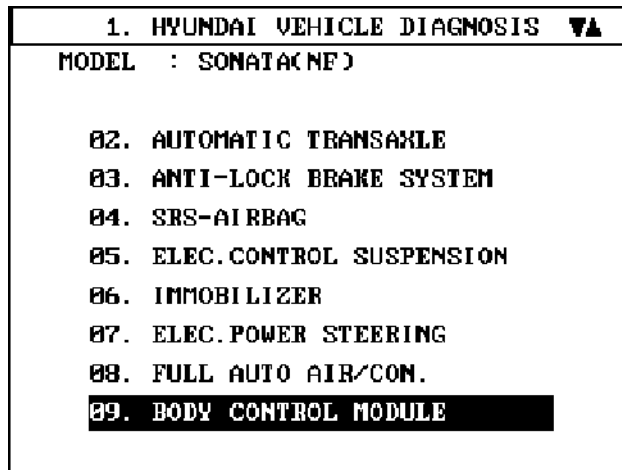 1. HYUNDAI VEHICLE DIAGNOSIS ▼▲
MODEL : SONATA(NF)
02. AUTOMATIC TRANSAXLE
03. ANTI-LOCK BRAKE SYSTEM
04. SRS-AIRBAG
05. ELEC.CONTROL SUSPENSION
06. IMMOBILIZER
07. ELEC.POWER STEERING
08. FULL AUTO AIR/CON.
09. BODY CONTROL MODULE